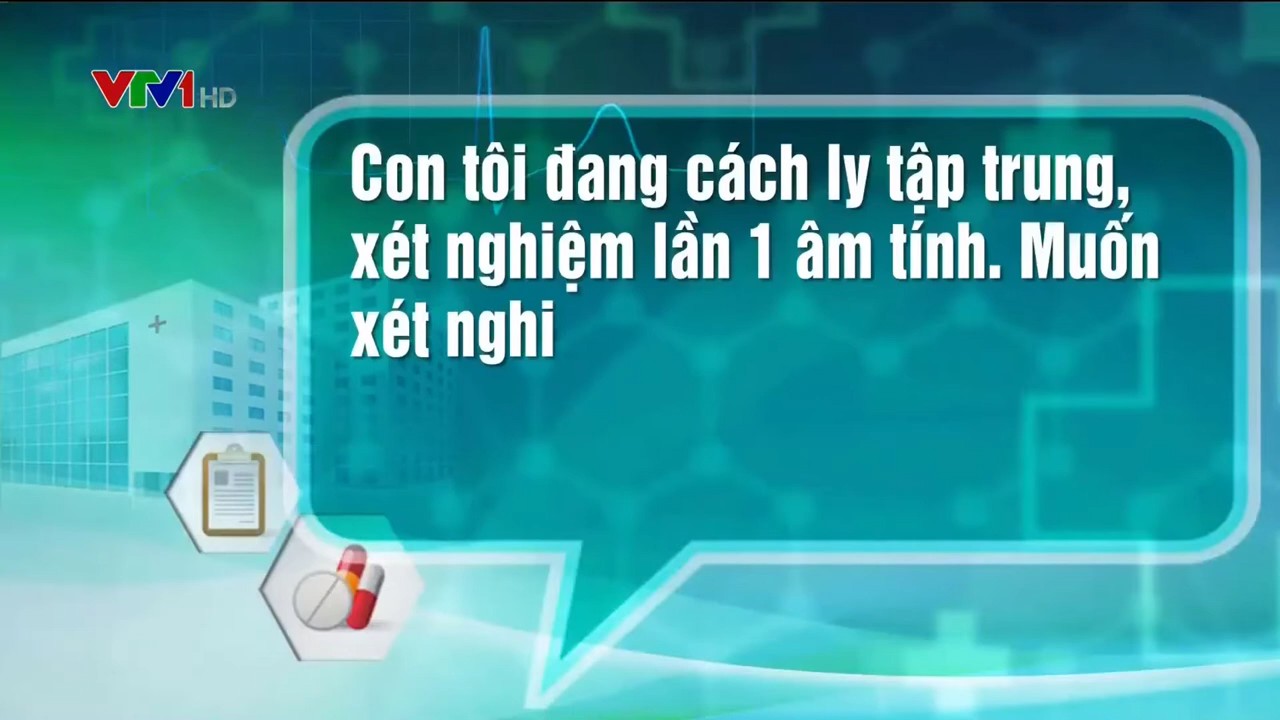 VTV1 HD
Con tôi đang cách ly tập trung,
xét nghiệm lần 1 âm tính. Muốn
xét nghi